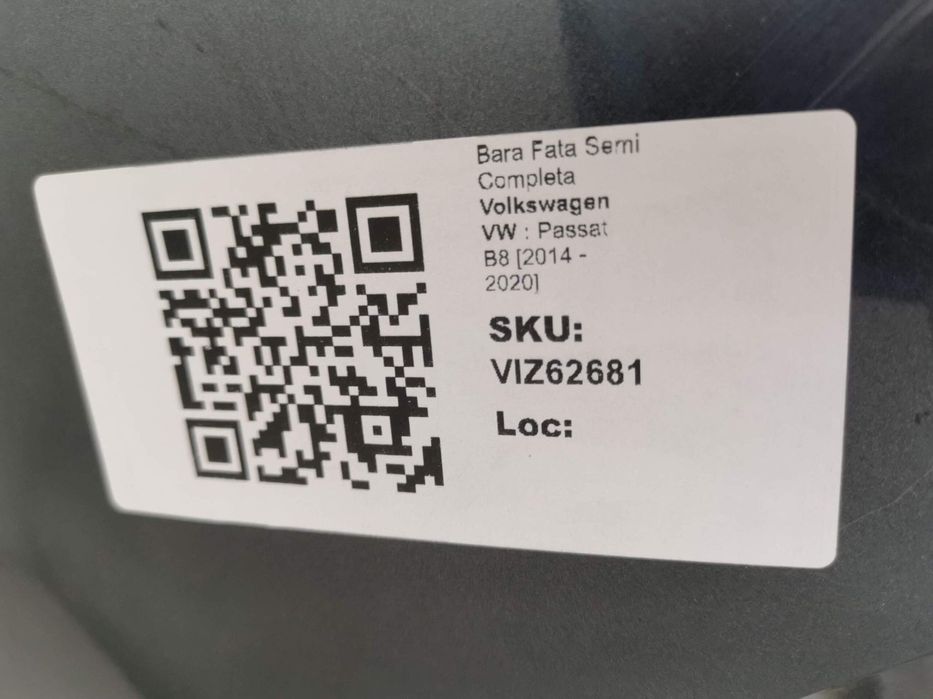 Bara Fata Semi
Completa
Volkswagen
VW : Passat
B8 [2014 -
2020]
SKU:
VIZ62681
Loc: